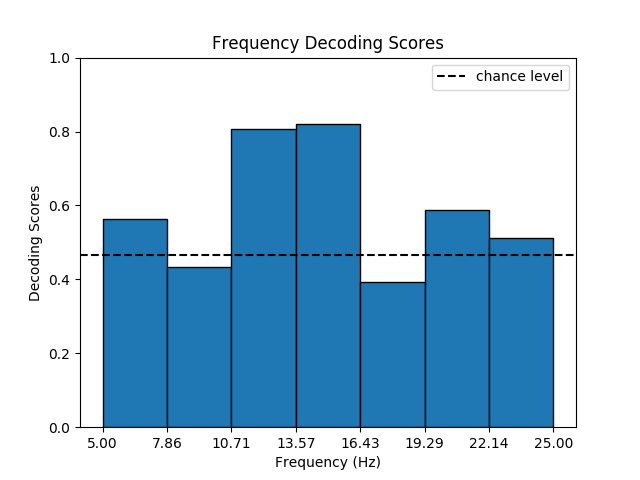 Frequency Decoding Scores
chance level
Decoding Scores
1.0
0.8
0.6
0.4
0.2
0.0
5.00 7.86 10.71 13.57 16.43 19.29 22.14 25.00
Frequency (Hz)